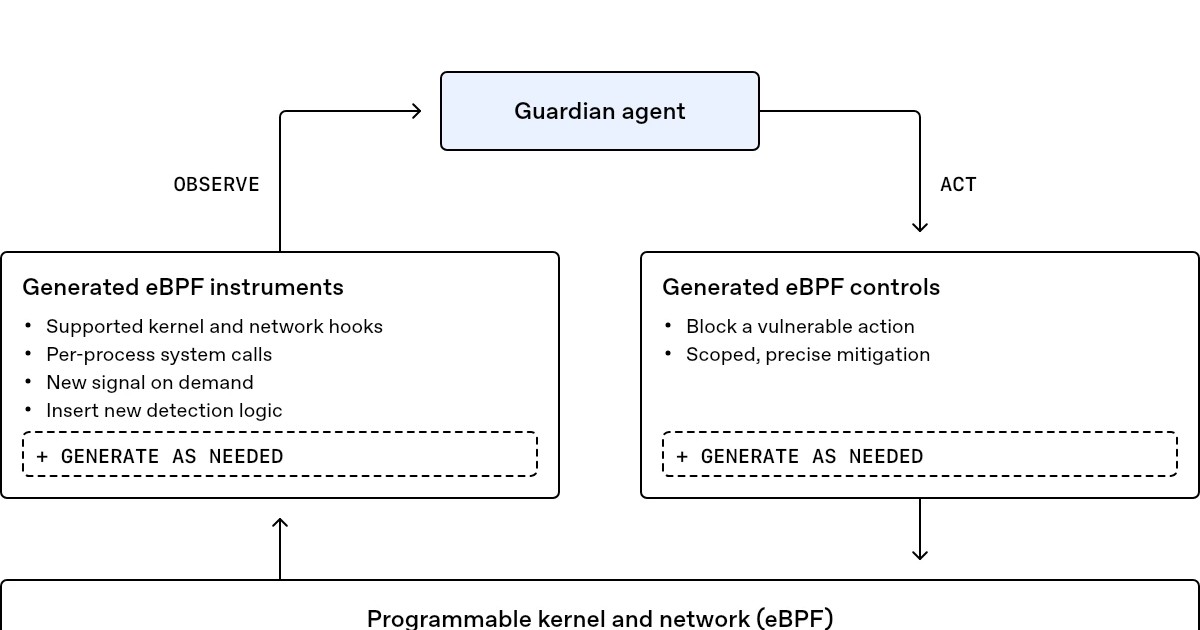 Guardian agent
OBSERVE
ACT
Generated eBPF instruments
• Supported kernel and network hooks
• Per-process system calls
• New signal on demand
• Insert new detection logic
+ GENERATE AS NEEDED
Generated eBPF controls
• Block a vulnerable action
• Scoped, precise mitigation
+ GENERATE AS NEEDED
Programmable kernel and network (eBPF)